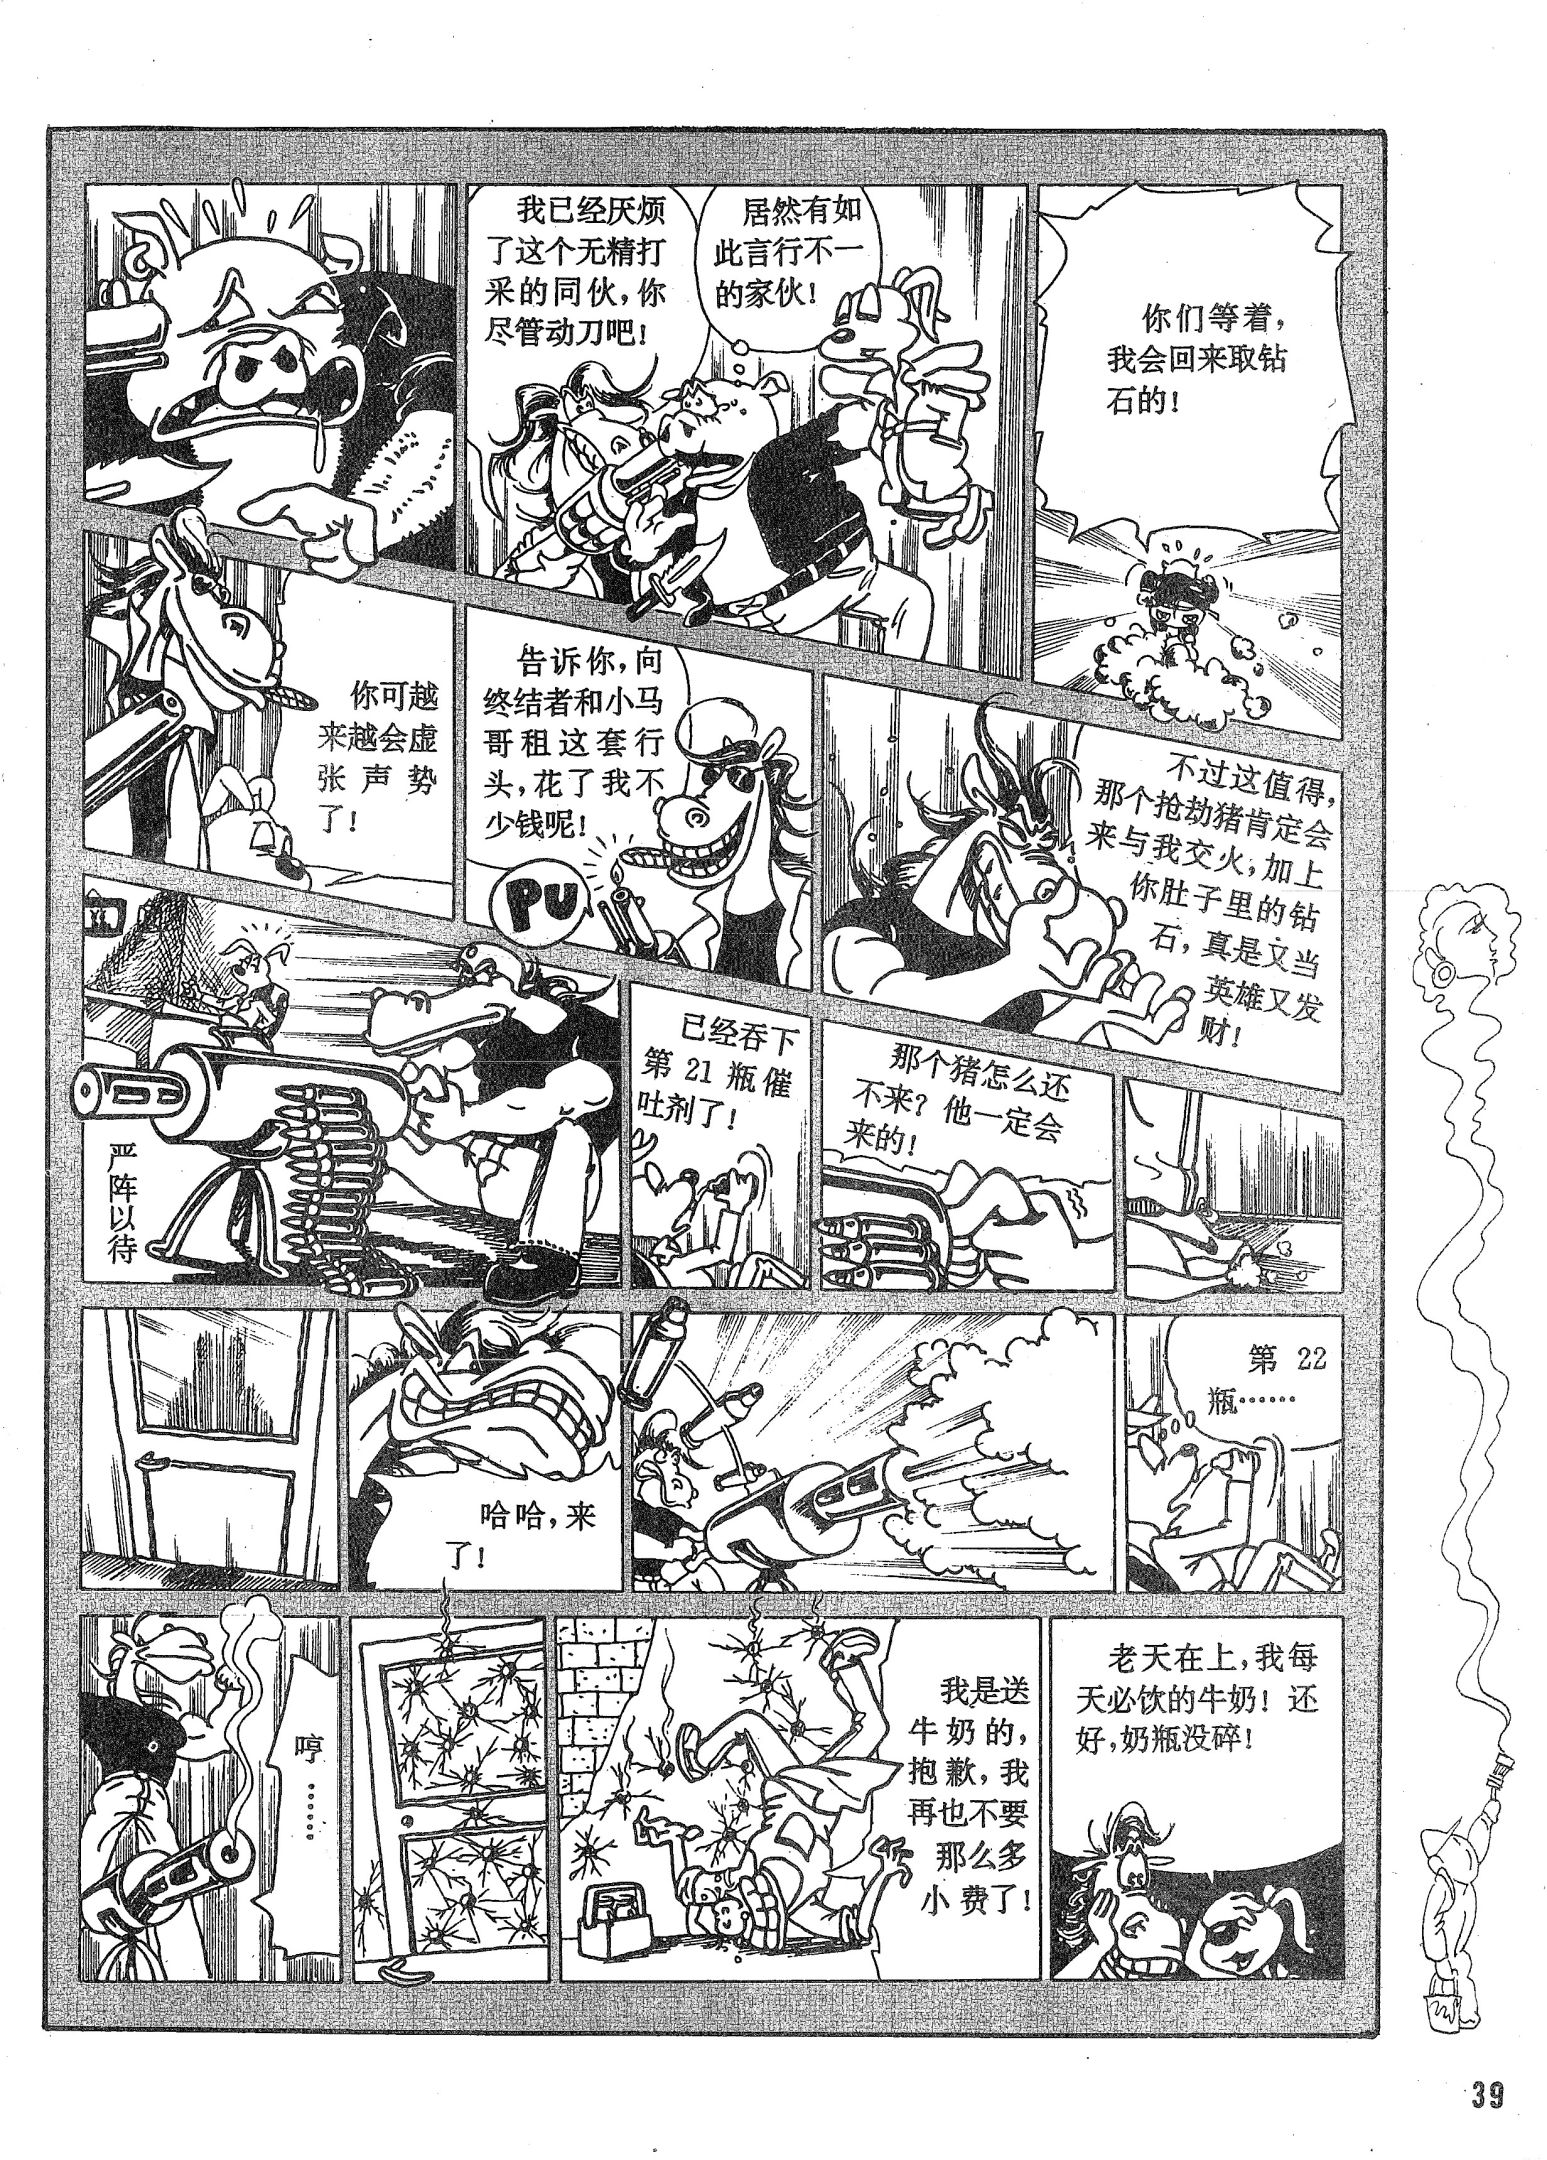 我已经厌烦
了这个无精打
采的同伙，你
尽管动刀吧！
居然有如
此言行不一
的家伙！
你们等着，
我会回来取钻
石的！
你可越
来越会虚
张声势
了！
告诉你，向
终结者和小马
哥租这套行
头，花了我不
少钱呢！
PU
不过这值得，
那个抢劫猪肯定会
来与我交火，加上
你肚子里的钻
石，真是又当
英雄又发
财！
严阵以待
已经吞下
第21瓶催
吐剂了！
那个猪怎么还
不来？他一定会
来的！
哈哈，来
了！
第22
瓶……
哼……
我是送
牛奶的，
抱歉，我
再也不要
那么多
小费了！
老天在上，我每
天必饮的牛奶！还
好，奶瓶没碎！
39